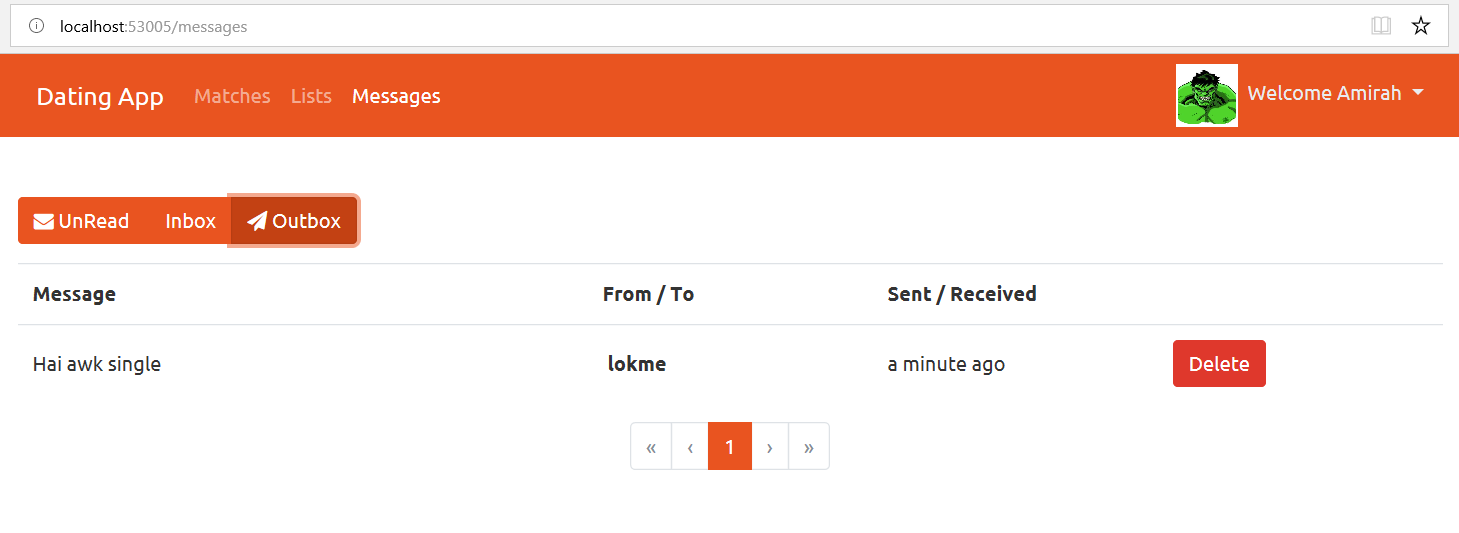 localhost:53005/messages
Dating App Matches Lists Messages Welcome Amirah
UnRead Inbox Outbox
Message From / To Sent / Received
Hai awk single lokme a minute ago Delete
« ‹ 1 › »